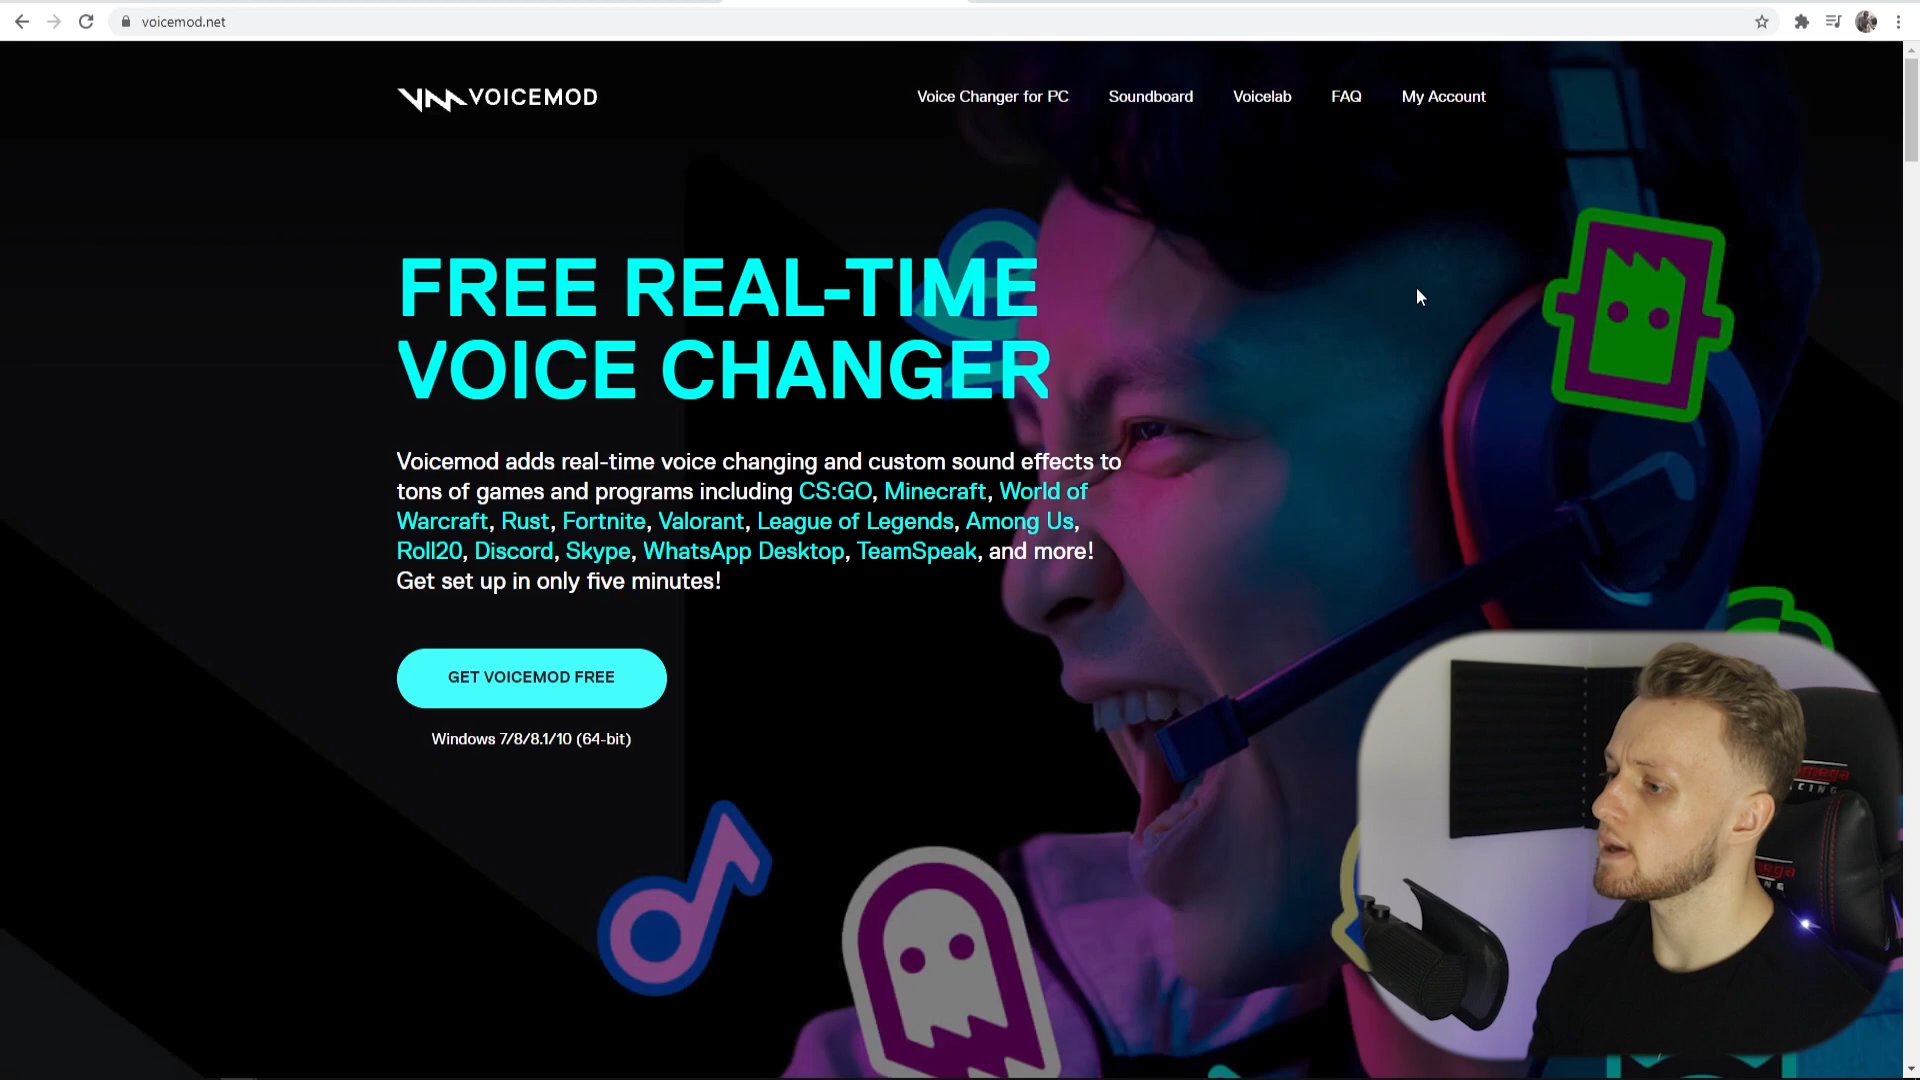 voicemod.net
VOICEMOD
Voice Changer for PC
Soundboard
Voicelab
FAQ
My Account
FREE REAL-TIME
VOICE CHANGER
Voicemod adds real-time voice changing and custom sound effects to
tons of games and programs including CS:GO, Minecraft, World of
Warcraft, Rust, Fortnite, Valorant, League of Legends, Among Us,
Roll20, Discord, Skype, WhatsApp Desktop, TeamSpeak, and more!
Get set up in only five minutes!
GET VOICEMOD FREE
Windows 7/8/8.1/10 (64-bit)